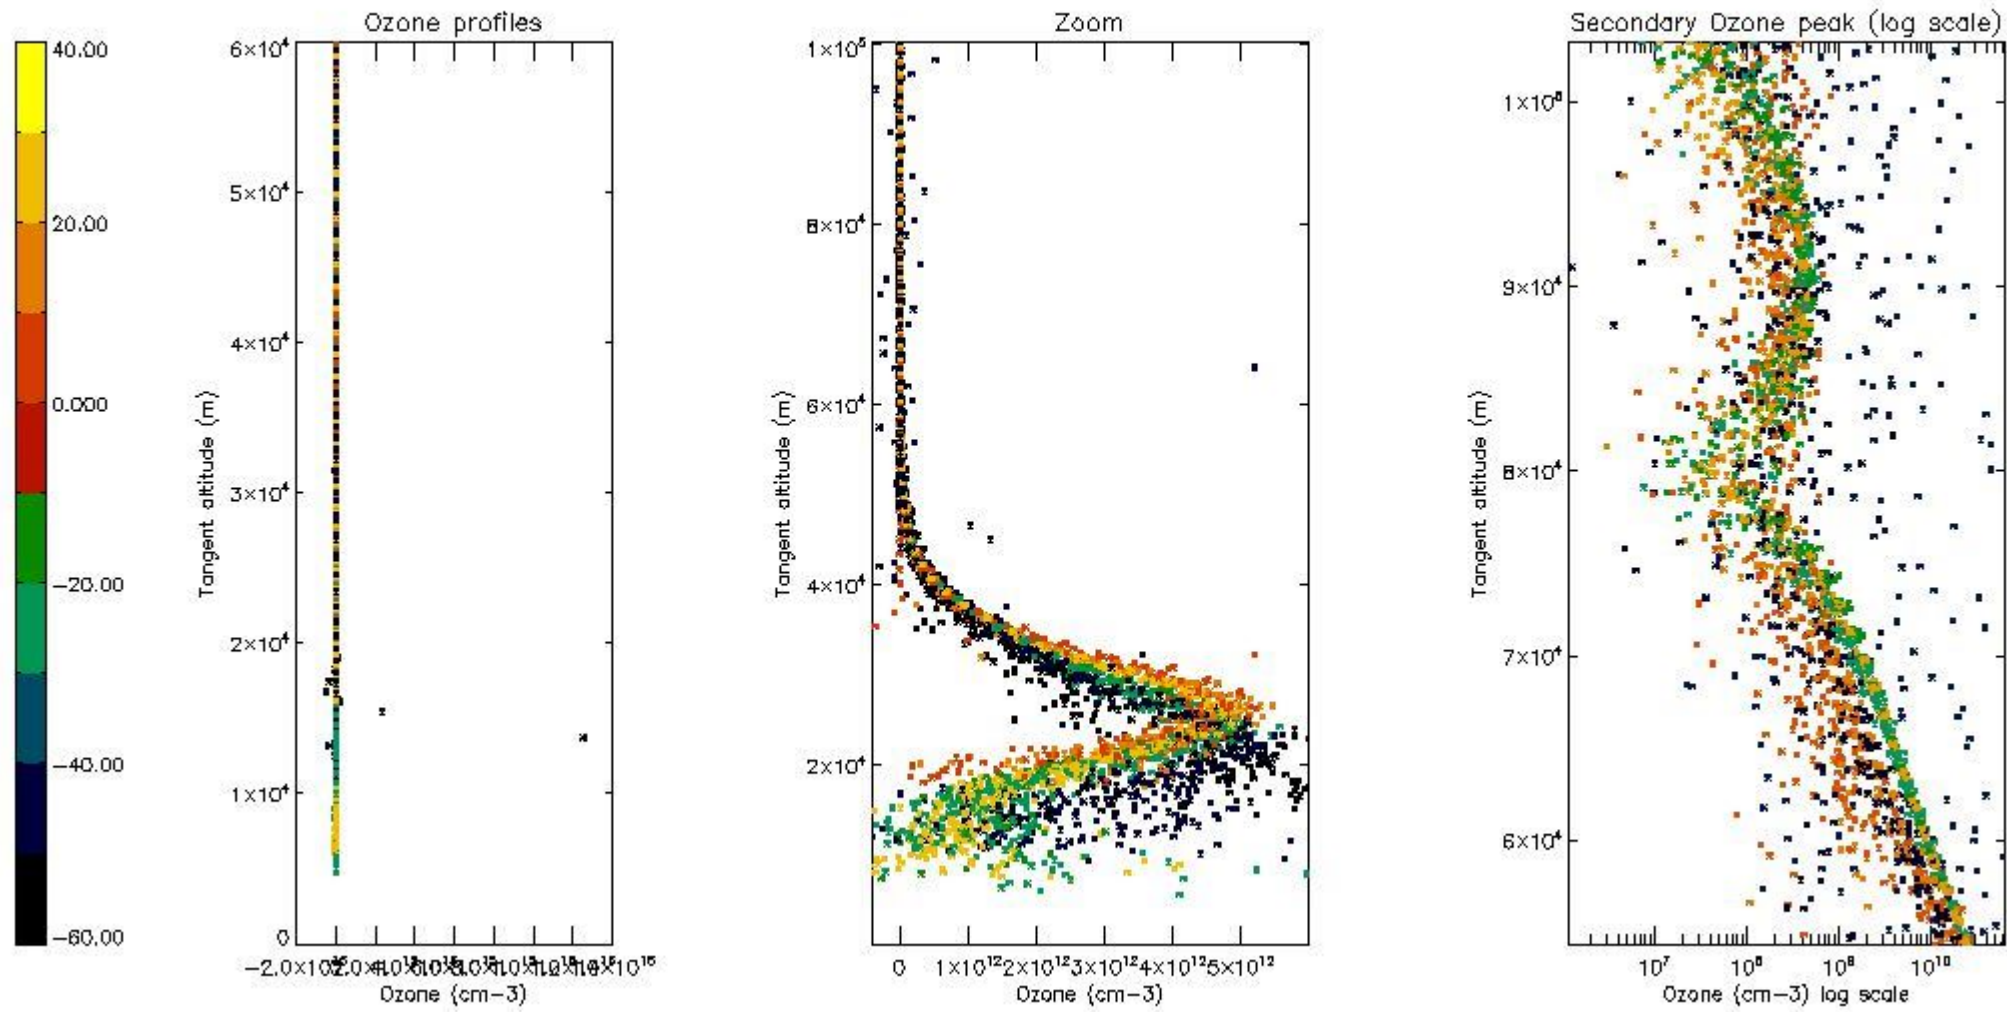 Ozone profiles
Zoom
Secondary Ozone peak (log scale)
40.00
20.00
0.000
−20.00
−40.00
−60.00
6×10⁴
5×10⁴
4×10⁴
3×10⁴
2×10⁴
1×10⁴
0
Tangent altitude (m)
Ozone (cm−3)
1×10⁵
8×10⁴
6×10⁴
4×10⁴
2×10⁴
Tangent altitude (m)
0 1×10¹² 2×10¹² 3×10¹² 4×10¹² 5×10¹²
Ozone (cm−3)
1×10⁵
9×10⁴
8×10⁴
7×10⁴
6×10⁴
Tangent altitude (m)
10⁷ 10⁸ 10⁹ 10¹⁰
Ozone (cm−3) log scale